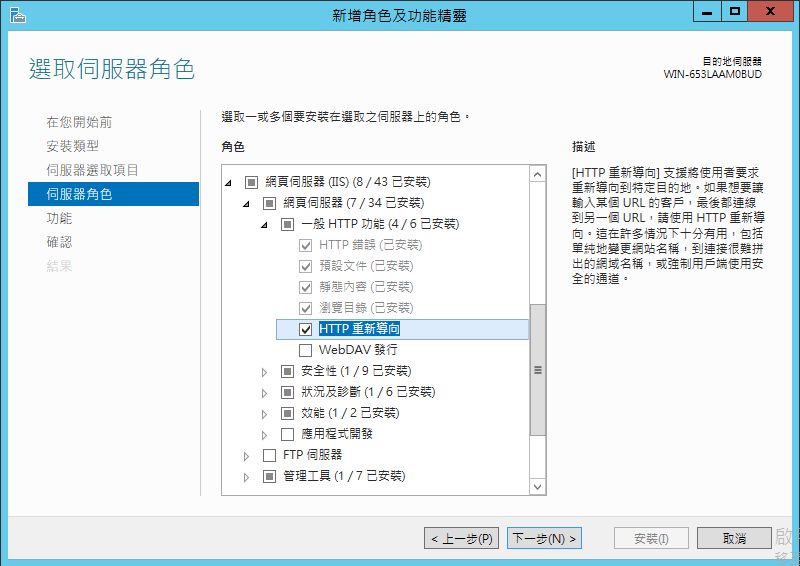 新增角色及功能精靈
選取伺服器角色
目的地伺服器
WIN-653LAAM0BUD
在您開始前
安裝類型
伺服器選取項目
伺服器角色
功能
確認
結果
選取一或多個要安裝在選取之伺服器上的角色。
角色
網頁伺服器 (IIS) (8 / 43 已安裝)
網頁伺服器 (7 / 34 已安裝)
一般 HTTP 功能 (4 / 6 已安裝)
HTTP 錯誤 (已安裝)
預設文件 (已安裝)
靜態內容 (已安裝)
瀏覽目錄 (已安裝)
HTTP 重新導向
WebDAV 發行
安全性 (1 / 9 已安裝)
狀況及診斷 (1 / 6 已安裝)
效能 (1 / 2 已安裝)
應用程式開發
FTP 伺服器
管理工具 (1 / 7 已安裝)
描述
[HTTP 重新導向] 支援將使用者要求
重新導向到特定目的地。如果想要讓
輸入某個 URL 的客戶，最後都連線
到另一個 URL，請使用 HTTP 重新導
向。這在許多情況下十分有用，包括
單純地變更網站名稱，到連接很難拼
出的網域名稱，或強制用戶端使用安
全的通道。
< 上一步(P)
下一步(N) >
安裝(I)
取消
啟